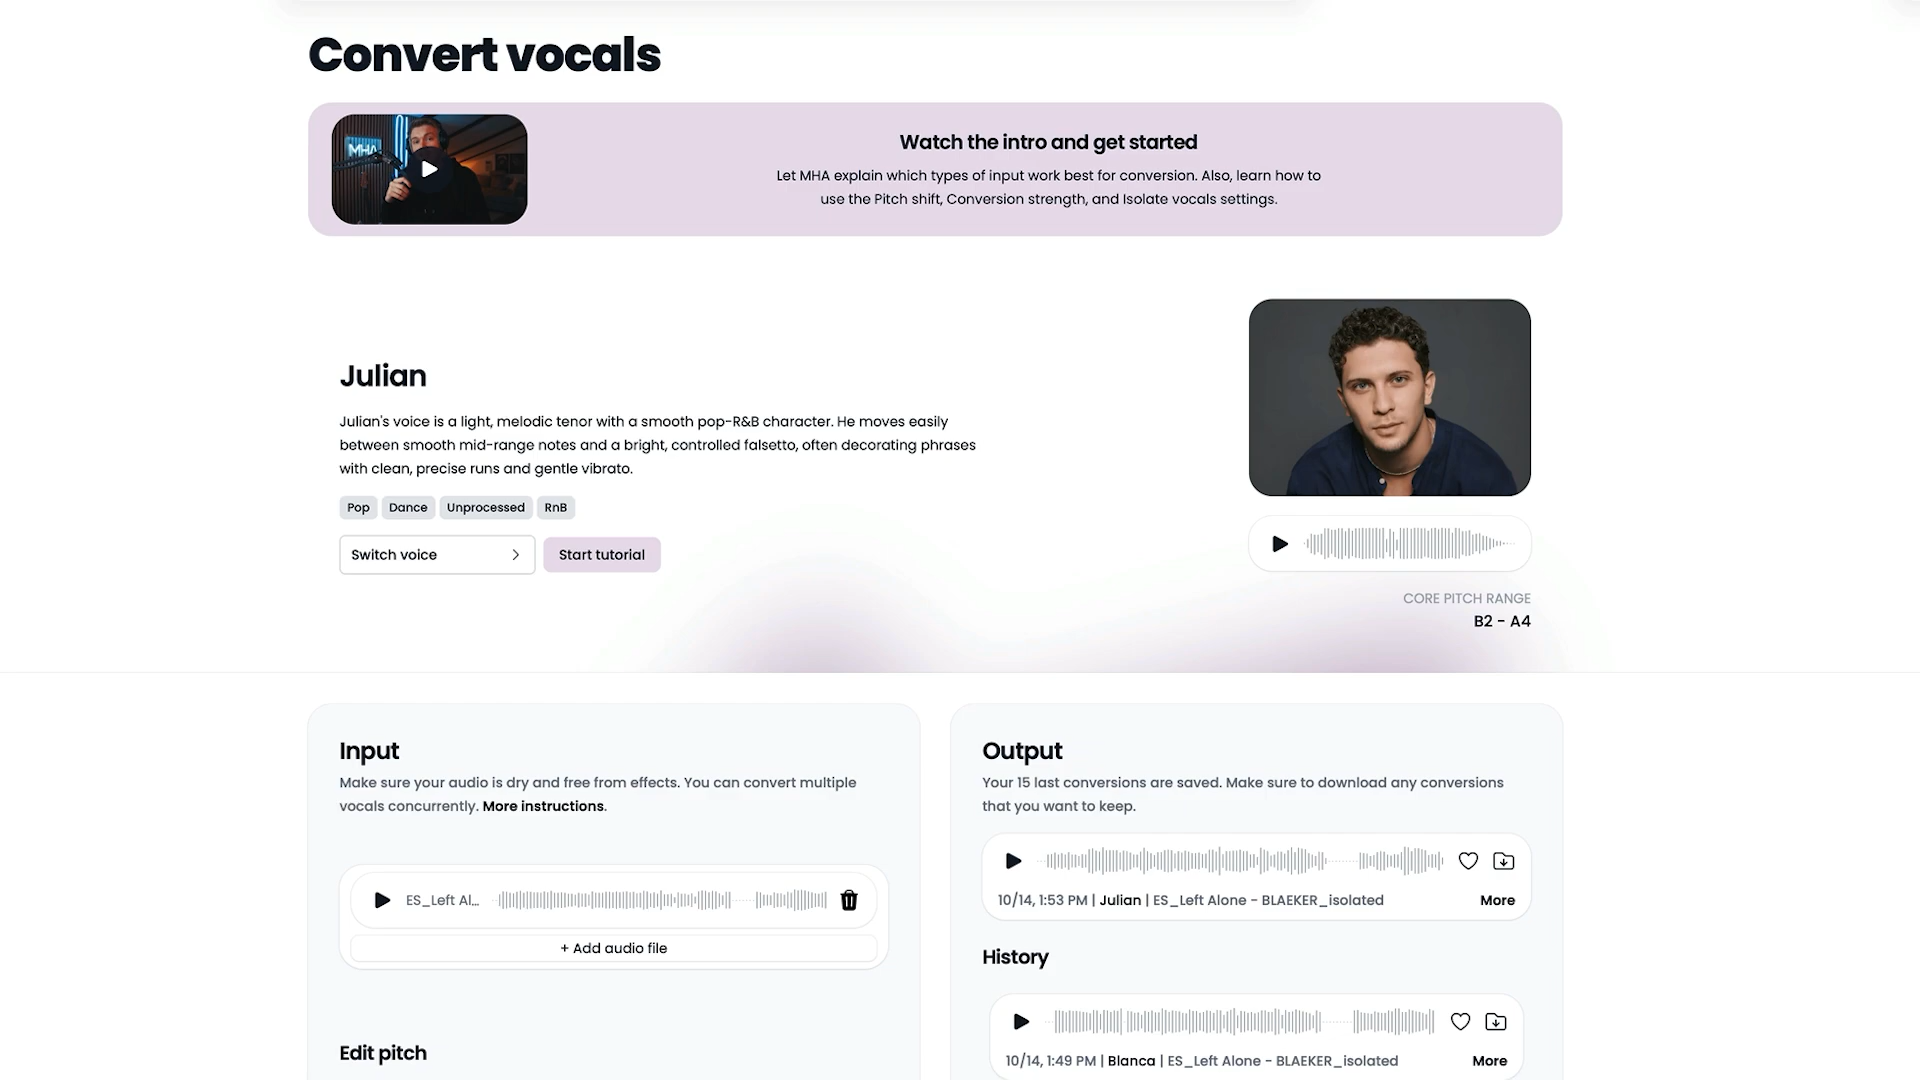 Convert vocals
MHA
Watch the intro and get started
Let MHA explain which types of input work best for conversion. Also, learn how to
use the Pitch shift, Conversion strength, and Isolate vocals settings.
Julian
Julian's voice is a light, melodic tenor with a smooth pop-R&B character. He moves easily
between smooth mid-range notes and a bright, controlled falsetto, often decorating phrases
with clean, precise runs and gentle vibrato.
Pop Dance Unprocessed RnB
Switch voice Start tutorial
CORE PITCH RANGE
B2 - A4
Input
Make sure your audio is dry and free from effects. You can convert multiple
vocals concurrently. More instructions.
ES_Left Al...
+ Add audio file
Edit pitch
Output
Your 15 last conversions are saved. Make sure to download any conversions
that you want to keep.
10/14, 1:53 PM | Julian | ES_Left Alone - BLAEKER_isolated More
History
10/14, 1:49 PM | Blanca | ES_Left Alone - BLAEKER_isolated More